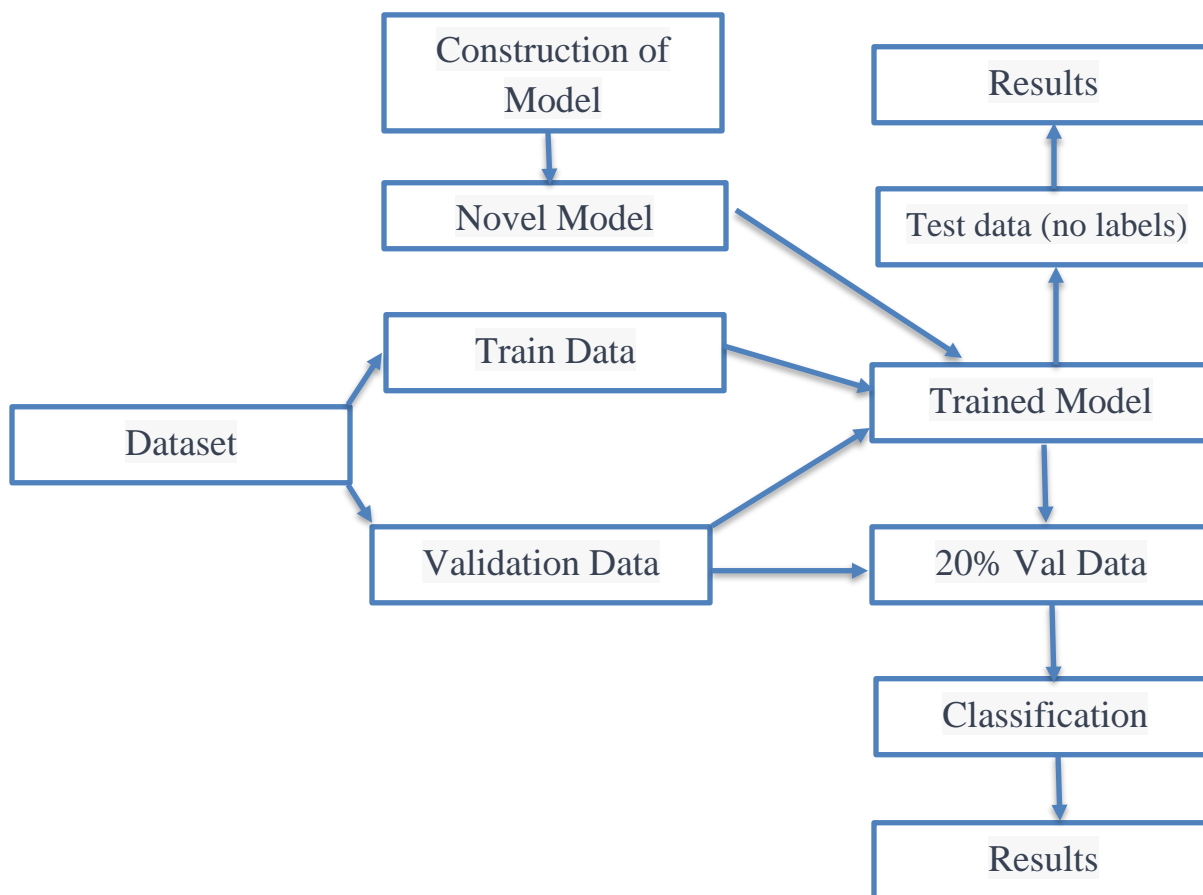 Construction of
Model
Results
Novel Model
Test data (no labels)
Train Data
Trained Model
Dataset
Validation Data
20% Val Data
Classification
Results